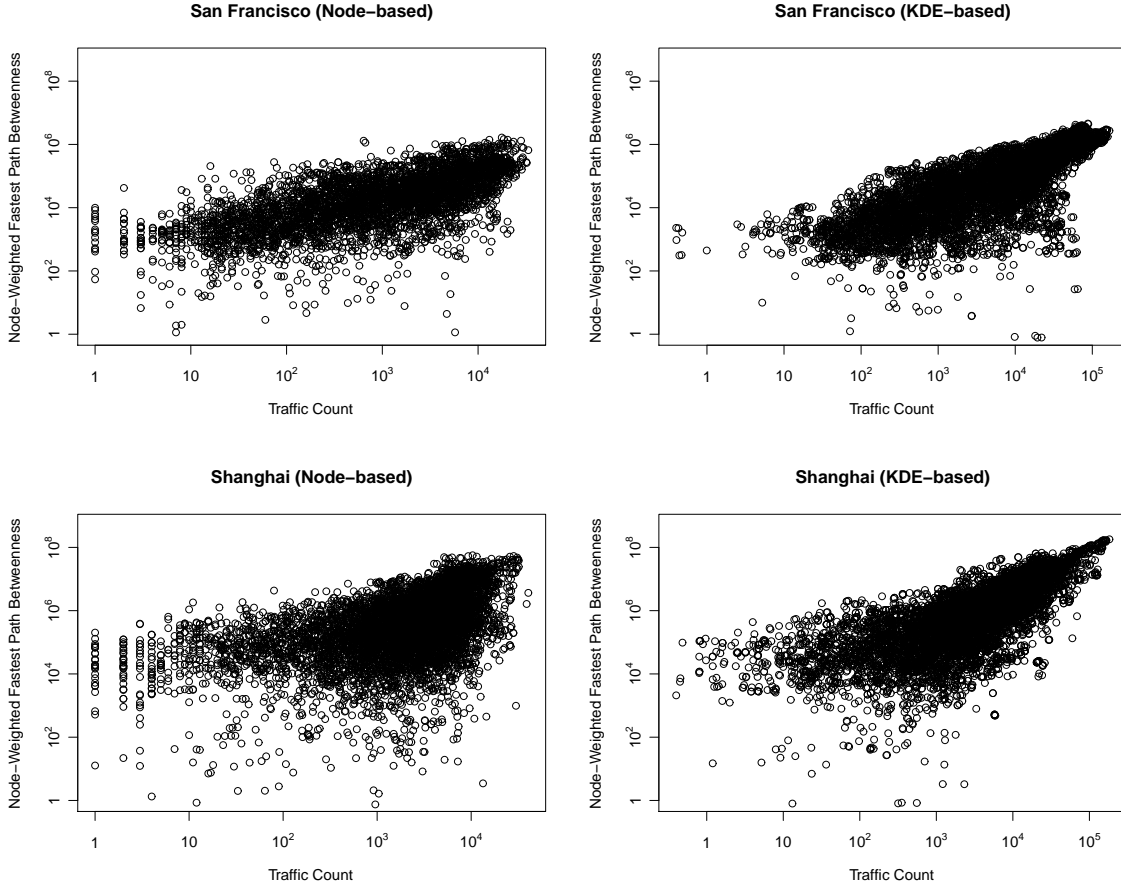 San Francisco (Node−based)
Node−Weighted Fastest Path Betweenness
10^8
10^6
10^4
10^2
1
1 10 10^2 10^3 10^4
Traffic Count
San Francisco (KDE−based)
Node−Weighted Fastest Path Betweenness
10^8
10^6
10^4
10^2
1
1 10 10^2 10^3 10^4 10^5
Traffic Count
Shanghai (Node−based)
Node−Weighted Fastest Path Betweenness
10^8
10^6
10^4
10^2
1
1 10 10^2 10^3 10^4
Traffic Count
Shanghai (KDE−based)
Node−Weighted Fastest Path Betweenness
10^8
10^6
10^4
10^2
1
1 10 10^2 10^3 10^4 10^5
Traffic Count